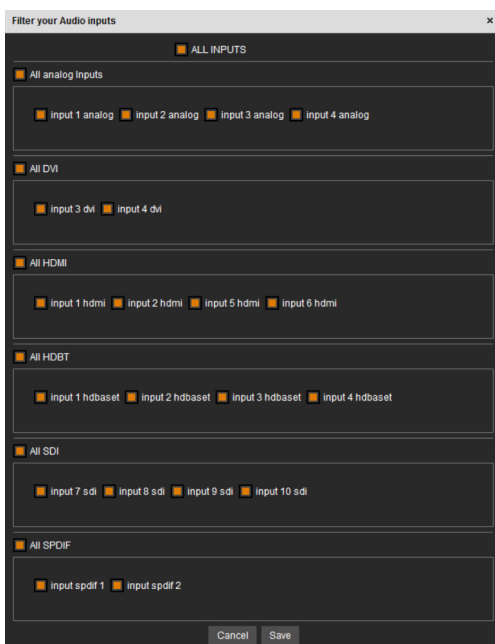 Filter your Audio inputs ×
ALL INPUTS
All analog Inputs
input 1 analog input 2 analog input 3 analog input 4 analog
All DVI
input 3 dvi input 4 dvi
All HDMI
input 1 hdmi input 2 hdmi input 5 hdmi input 6 hdmi
All HDBT
input 1 hdbaset input 2 hdbaset input 3 hdbaset input 4 hdbaset
All SDI
input 7 sdi input 8 sdi input 9 sdi input 10 sdi
All SPDIF
input spdif 1 input spdif 2
Cancel Save